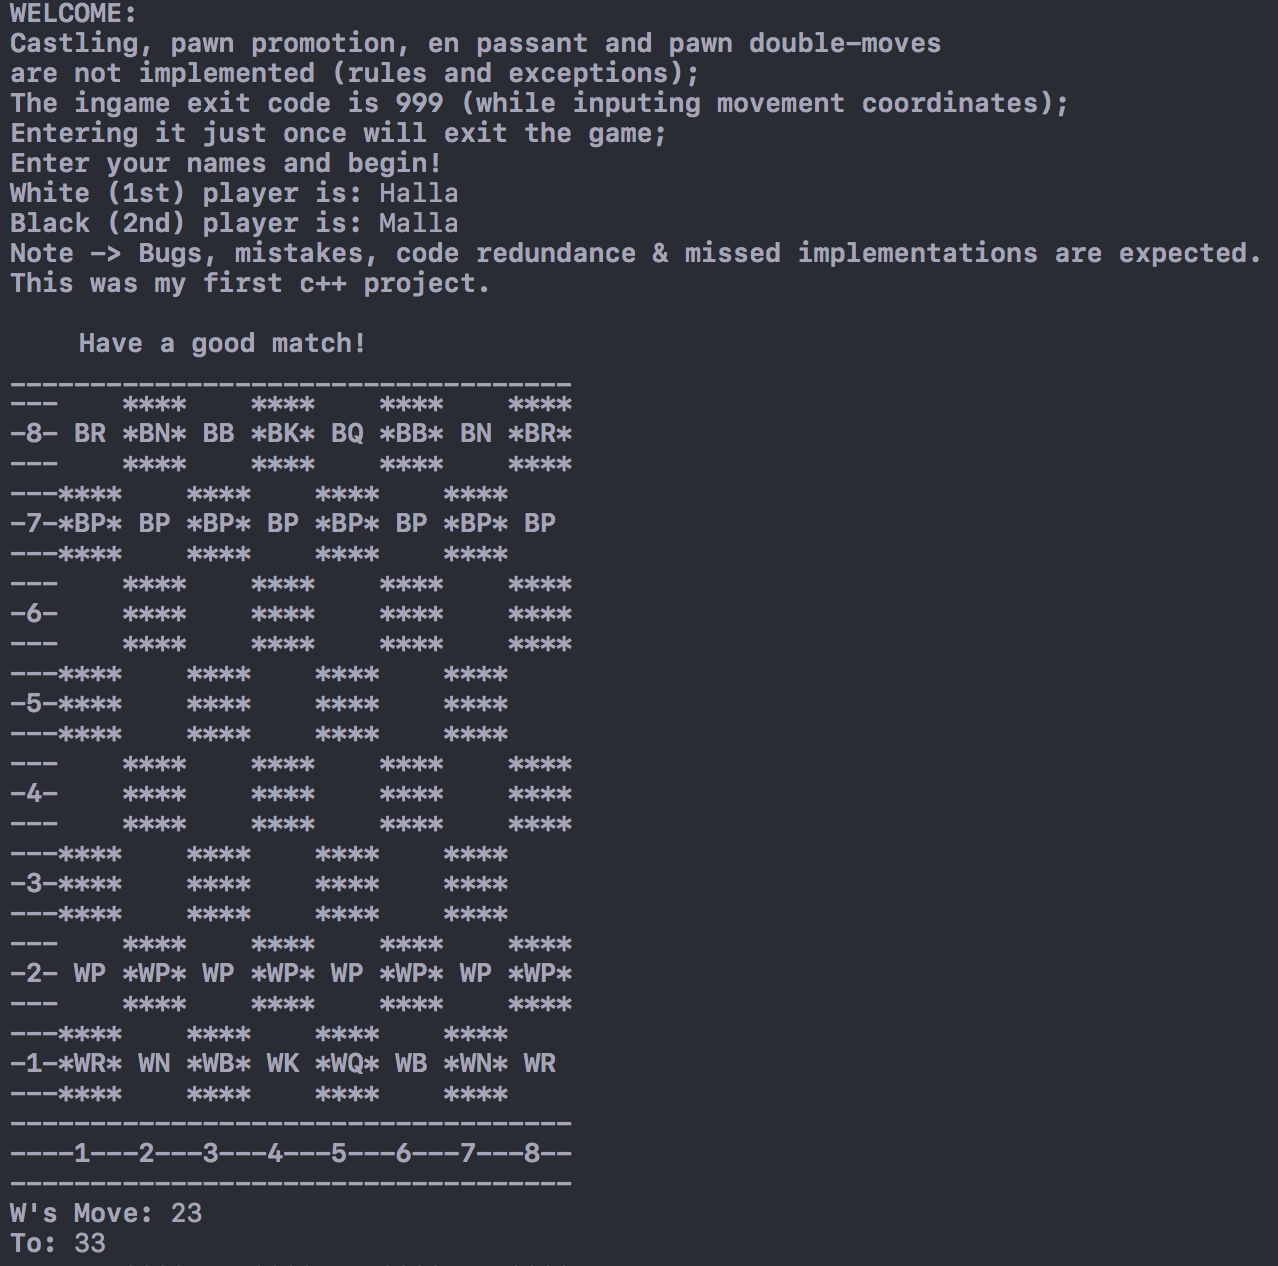 WELCOME:
Castling, pawn promotion, en passant and pawn double-moves
are not implemented (rules and exceptions);
The ingame exit code is 999 (while inputing movement coordinates);
Entering it just once will exit the game;
Enter your names and begin!
White (1st) player is: Halla
Black (2nd) player is: Malla
Note -> Bugs, mistakes, code redundance & missed implementations are expected.
This was my first c++ project.
Have a good match!
-----------------------------------
---    ****    ****    ****    ****
-8- BR *BN* BB *BK* BQ *BB* BN *BR*
---    ****    ****    ****    ****
---****    ****    ****    ****
-7-*BP* BP *BP* BP *BP* BP *BP* BP
---****    ****    ****    ****
---    ****    ****    ****    ****
-6-    ****    ****    ****    ****
---    ****    ****    ****    ****
---****    ****    ****    ****
-5-****    ****    ****    ****
---****    ****    ****    ****
---    ****    ****    ****    ****
-4-    ****    ****    ****    ****
---    ****    ****    ****    ****
---****    ****    ****    ****
-3-****    ****    ****    ****
---****    ****    ****    ****
---    ****    ****    ****    ****
-2- WP *WP* WP *WP* WP *WP* WP *WP*
---    ****    ****    ****    ****
---****    ****    ****    ****
-1-*WR* WN *WB* WK *WQ* WB *WN* WR
---****    ****    ****    ****
-----------------------------------
----1---2---3---4---5---6---7---8--
-----------------------------------
W's Move: 23
To: 33